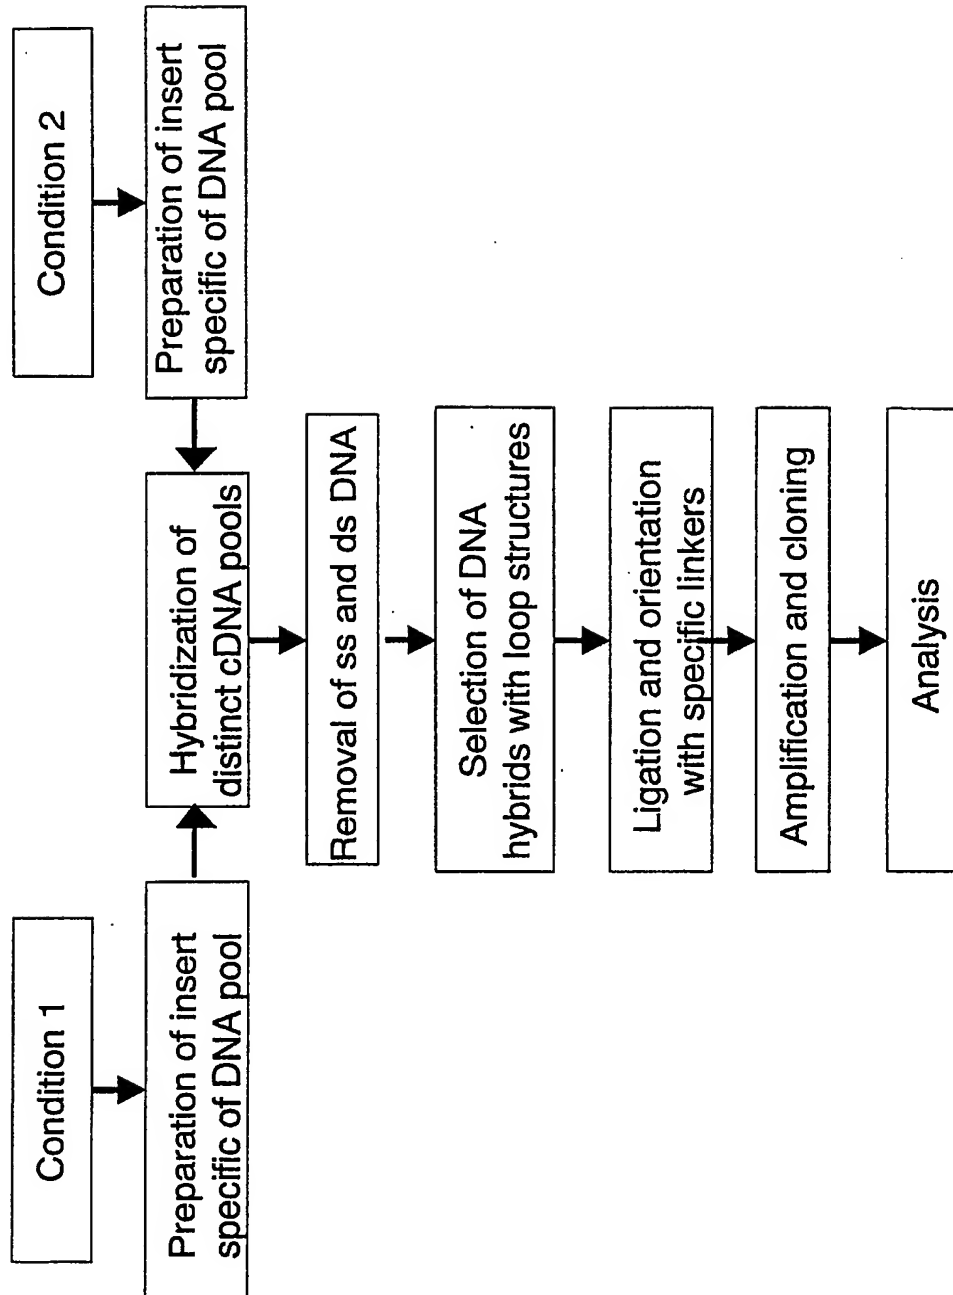 Condition 1
Preparation of insert
specific of DNA pool
Condition 2
Preparation of insert
specific of DNA pool
Hybridization of
distinct cDNA pools
Removal of ss and ds DNA
Selection of DNA
hybrids with loop structures
Ligation and orientation
with specific linkers
Amplification and cloning
Analysis